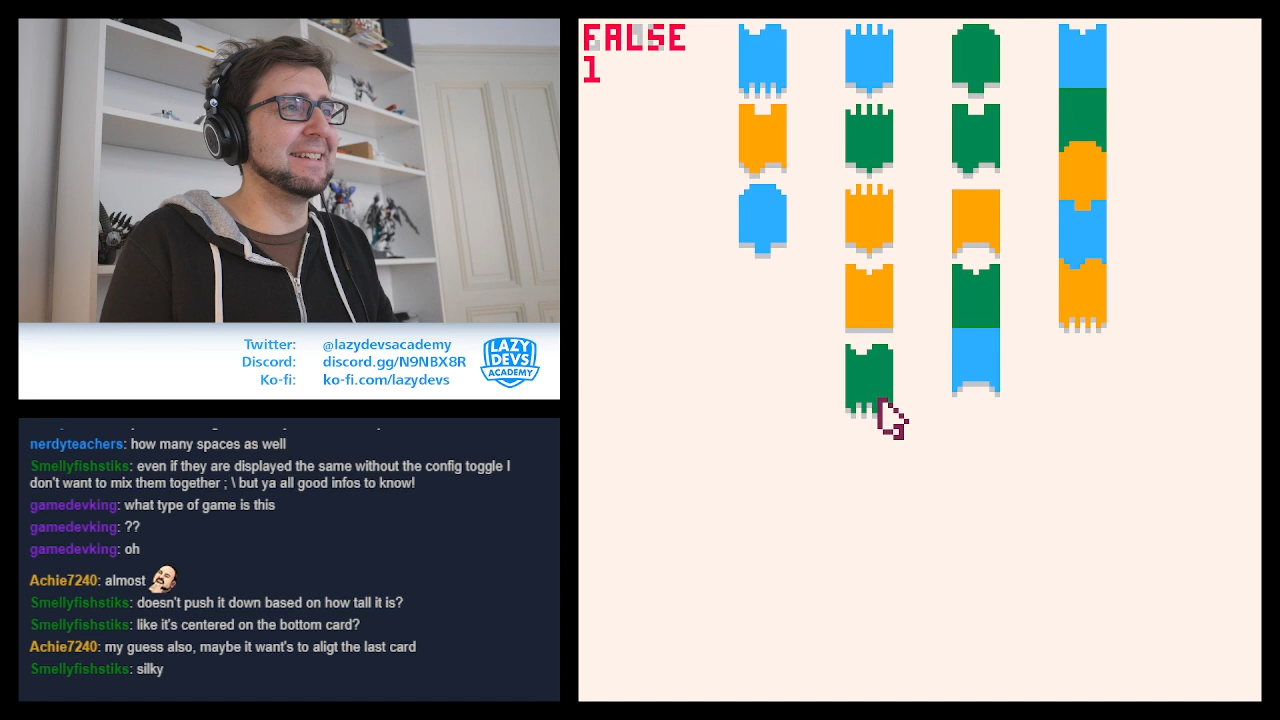 FALSE
1
Twitter: @lazydevsacademy
Discord: discord.gg/N9NBX8R
Ko-fi: ko-fi.com/lazydevs
LAZY
DEVS
ACADEMY
nerdyteachers: how many spaces as well
Smellyfishstiks: even if they are displayed the same without the config toggle I
don't want to mix them together ; \ but ya all good infos to know!
gamedevking: what type of game is this
gamedevking: ??
gamedevking: oh
Achie7240: almost
Smellyfishstiks: doesn't push it down based on how tall it is?
Smellyfishstiks: like it's centered on the bottom card?
Achie7240: my guess also, maybe it want's to aligt the last card
Smellyfishstiks: silky